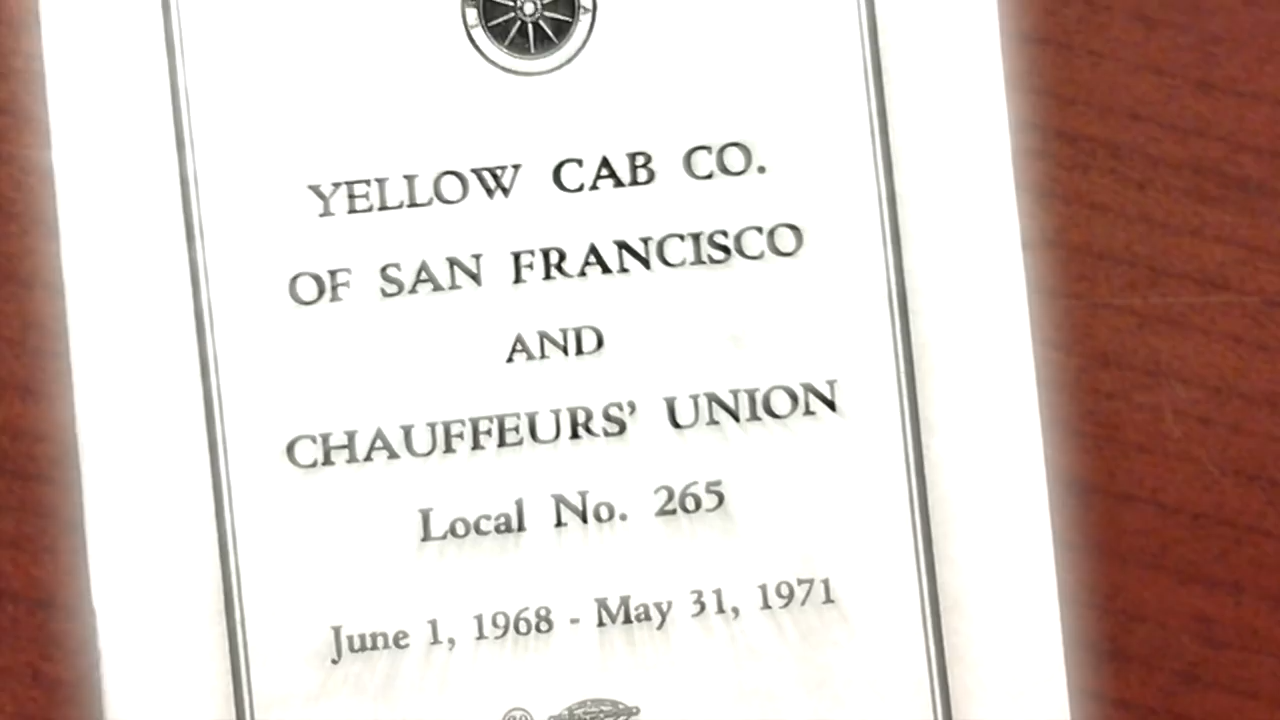 YELLOW CAB CO.
OF SAN FRANCISCO
AND
CHAUFFEURS' UNION
Local No. 265
June 1, 1968 - May 31, 1971